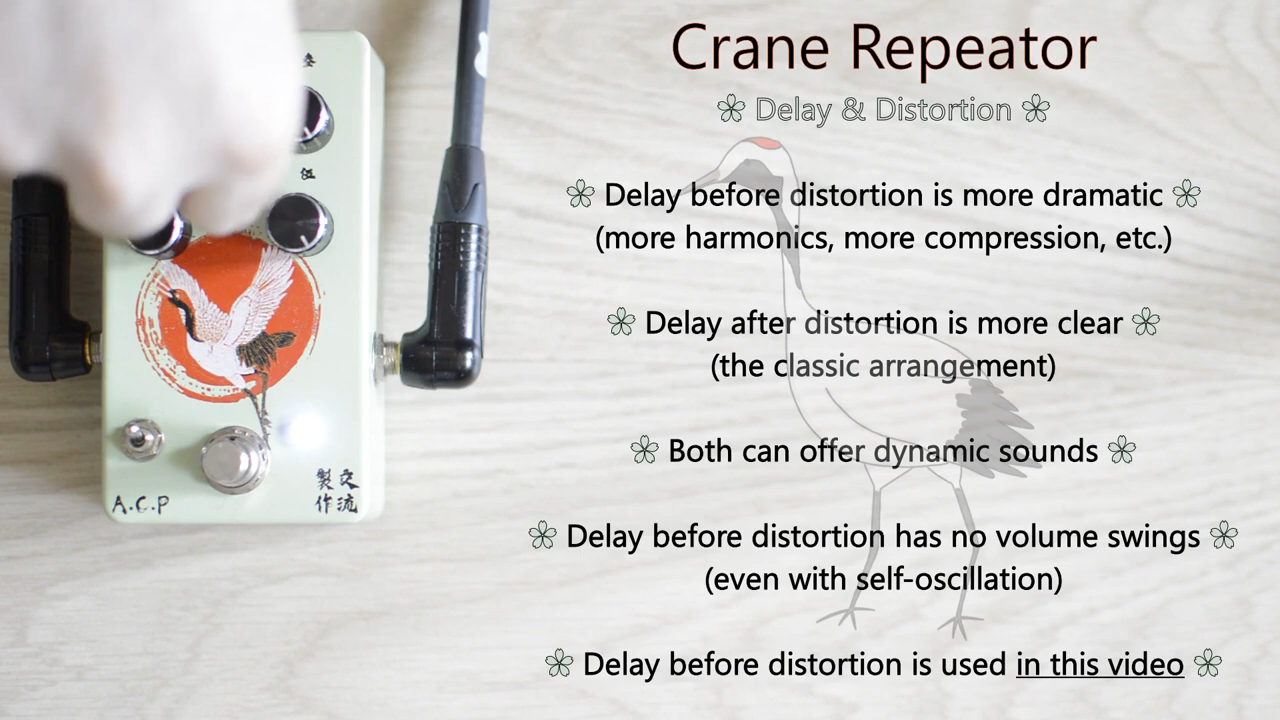 Crane Repeator
Delay & Distortion
Delay before distortion is more dramatic
(more harmonics, more compression, etc.)
Delay after distortion is more clear
(the classic arrangement)
Both can offer dynamic sounds
Delay before distortion has no volume swings
(even with self-oscillation)
Delay before distortion is used in this video
伍
A.C.P
製交
作流